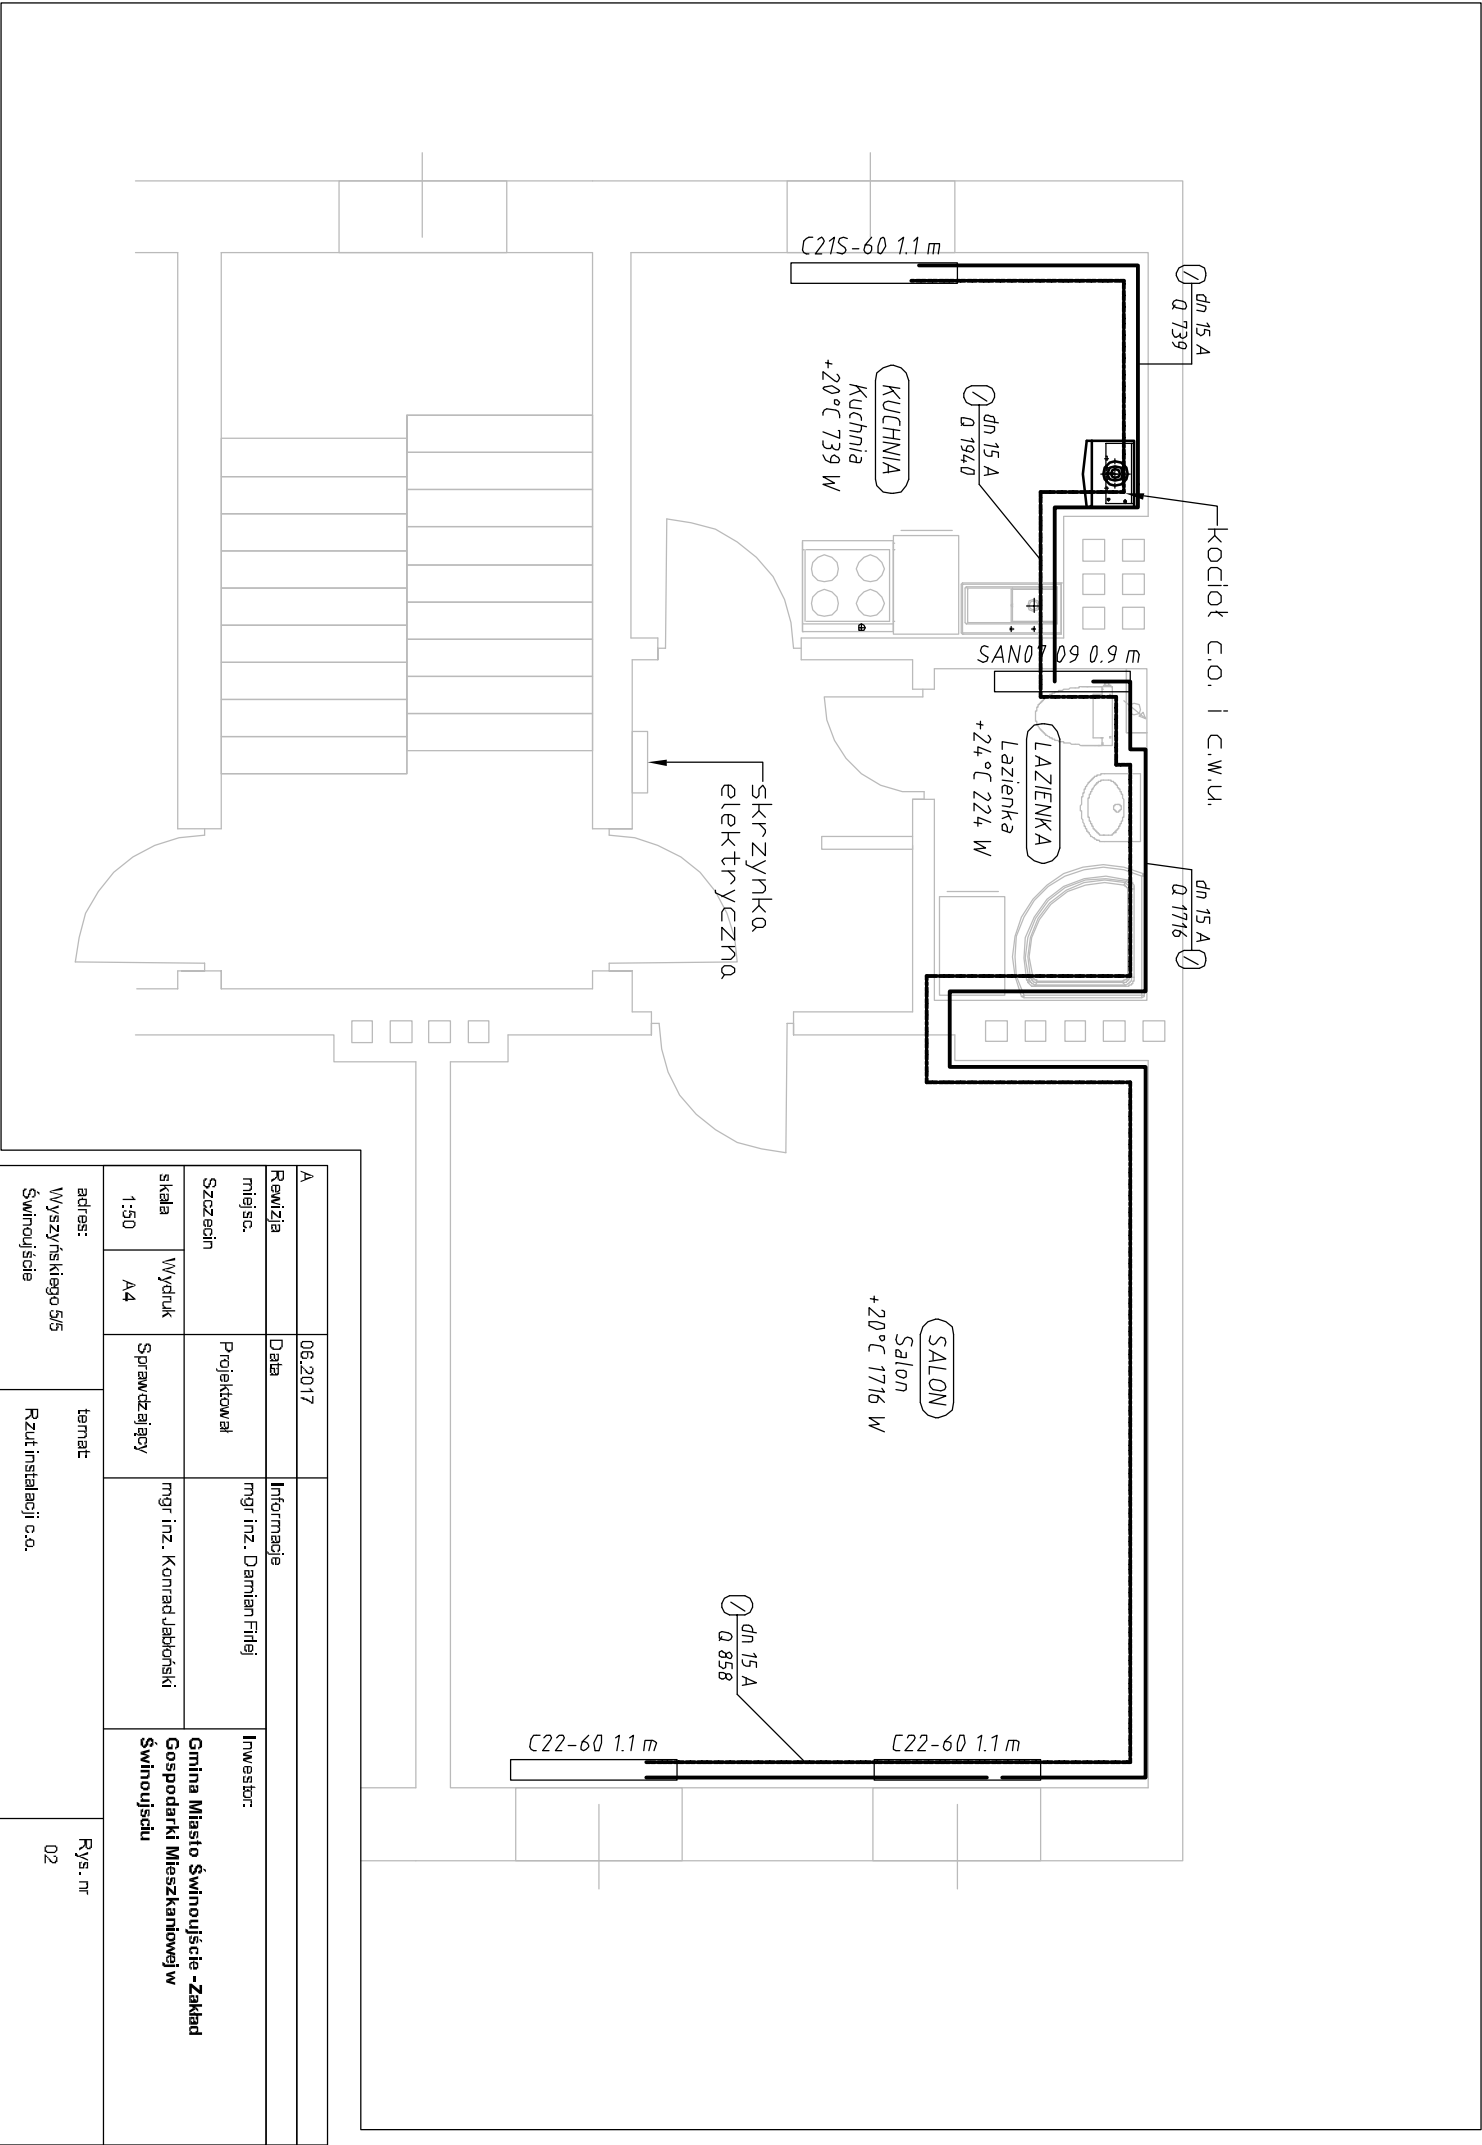 C21S-60 1.1 m
dn 15 A
Q 739
KUCHNIA
Kuchnia
+20°C 739 W
dn 15 A
Q 1940
kocioł c.o. i c.w.u.
SAN07 09 0.9 m
ŁAZIENKA
Łazienka
+24°C 224 W
dn 15 A
Q 1716
skrzynka
elektryczna
SALON
Salon
+20°C 1716 W
dn 15 A
Q 858
C22-60 1.1 m
C22-60 1.1 m
A
06.2017
Rewizja
Data
Informacje
miejsc.
Szczecin
Projektował
mgr inż. Damian Firlej
skala
1:50
Wydruk
A4
Sprawdzający
mgr inż. Konrad Jabłoński
Inwestor:
Gmina Miasto Świnoujście - Zakład
Gospodarki Mieszkaniowej w
Świnoujsciu
adres:
Wyszyńskiego 5/5
Świnoujście
temat:
Rzut instalacji c.o.
Rys. nr
02